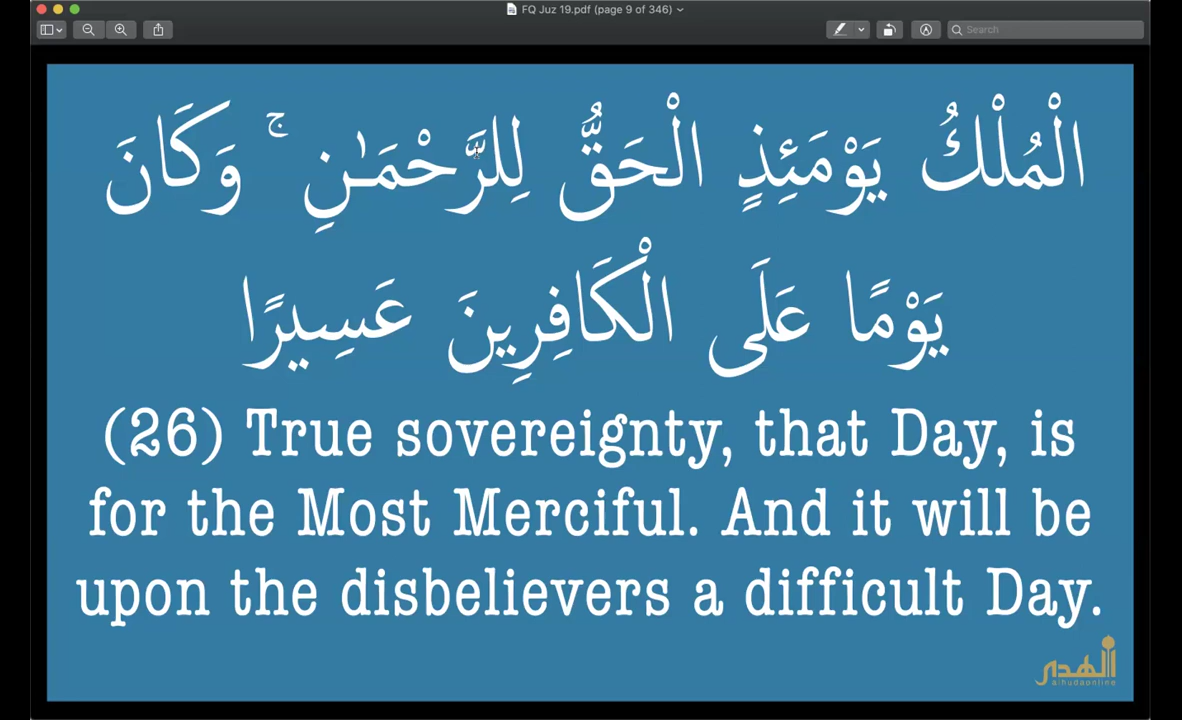 FQ Juz 19.pdf (page 9 of 346)
Search
الْمُلْكُ يَوْمَئِذٍ الْحَقُّ لِلرَّحْمَـٰنِ ۚ وَكَانَ
يَوْمًا عَلَى الْكَافِرِينَ عَسِيرًا
(26) True sovereignty, that Day, is
for the Most Merciful. And it will be
upon the disbelievers a difficult Day.
الهدى
alhudaonline